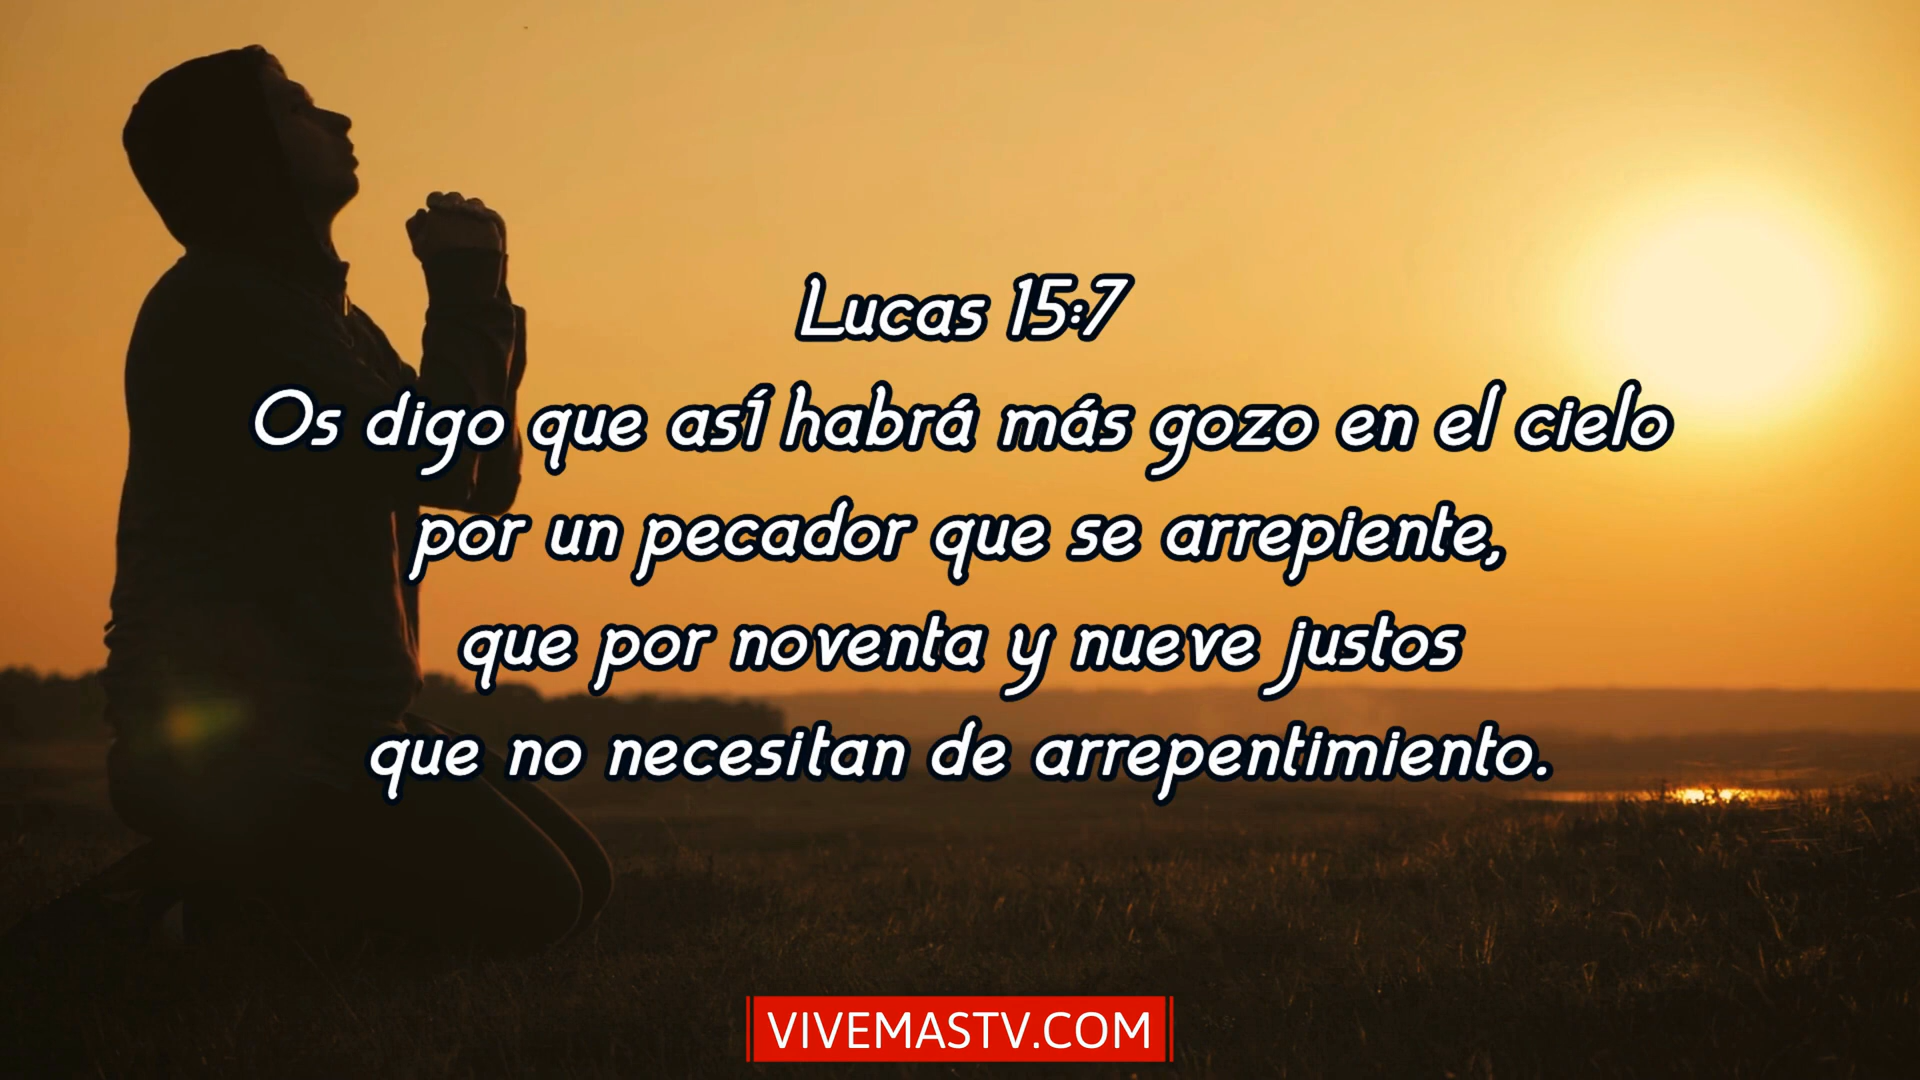 Lucas 15:7
Os digo que así habrá más gozo en el cielo
por un pecador que se arrepiente,
que por noventa y nueve justos
que no necesitan de arrepentimiento.
VIVEMASTV.COM